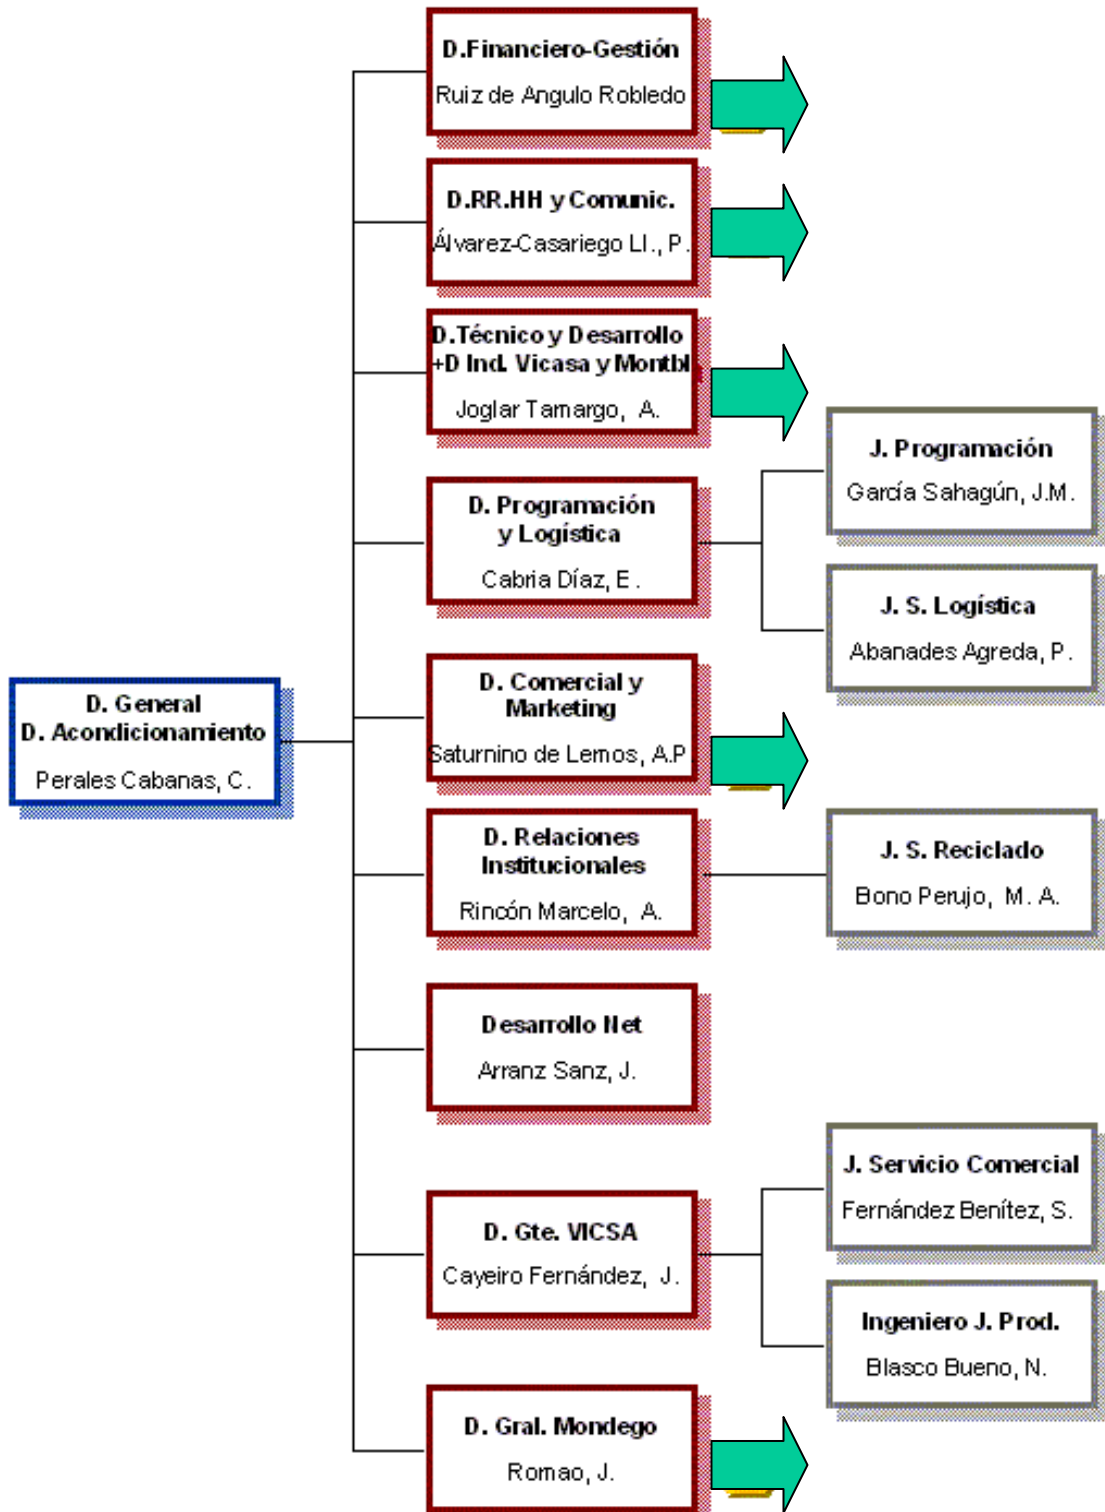 D.Financiero-Gestión
Ruiz de Angulo Robledo
D.RR.HH y Comunic.
Álvarez-Casariego Ll., P.
D.Técnico y Desarrollo
+D Ind. Vicasa y Montbl
Joglar Tamargo, A.
J. Programación
García Sahagún, J.M.
D. Programación
y Logística
Cabria Díaz, E.
J. S. Logística
Abanades Agreda, P.
D. General
D. Acondicionamiento
Perales Cabanas, C.
D. Comercial y
Marketing
Saturnino de Lemos, A.P
D. Relaciones
Institucionales
Rincón Marcelo, A.
J. S. Reciclado
Bono Perujo, M. A.
Desarrollo Net
Arranz Sanz, J.
D. Gte. VICSA
Cayeiro Fernández, J.
J. Servicio Comercial
Fernández Benítez, S.
Ingeniero J. Prod.
Blasco Bueno, N.
D. Gral. Mondego
Romao, J.